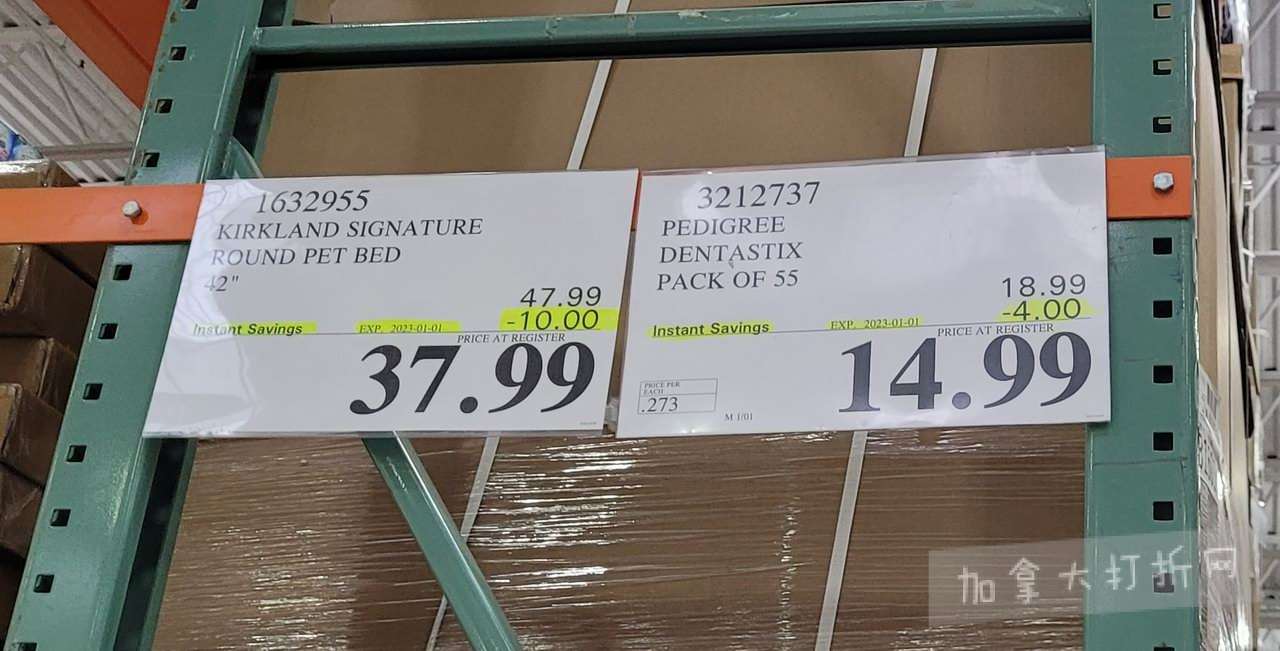 1632955
KIRKLAND SIGNATURE
ROUND PET BED
42"
47.99
Instant Savings EXP. 2023-01-01 -10.00
PRICE AT REGISTER
37.99
3212737
PEDIGREE
DENTASTIX
PACK OF 55
18.99
Instant Savings EXP. 2023-01-01 -4.00
PRICE AT REGISTER
14.99
PRICE PER
EACH
.273
M 1/01
加拿大打折网